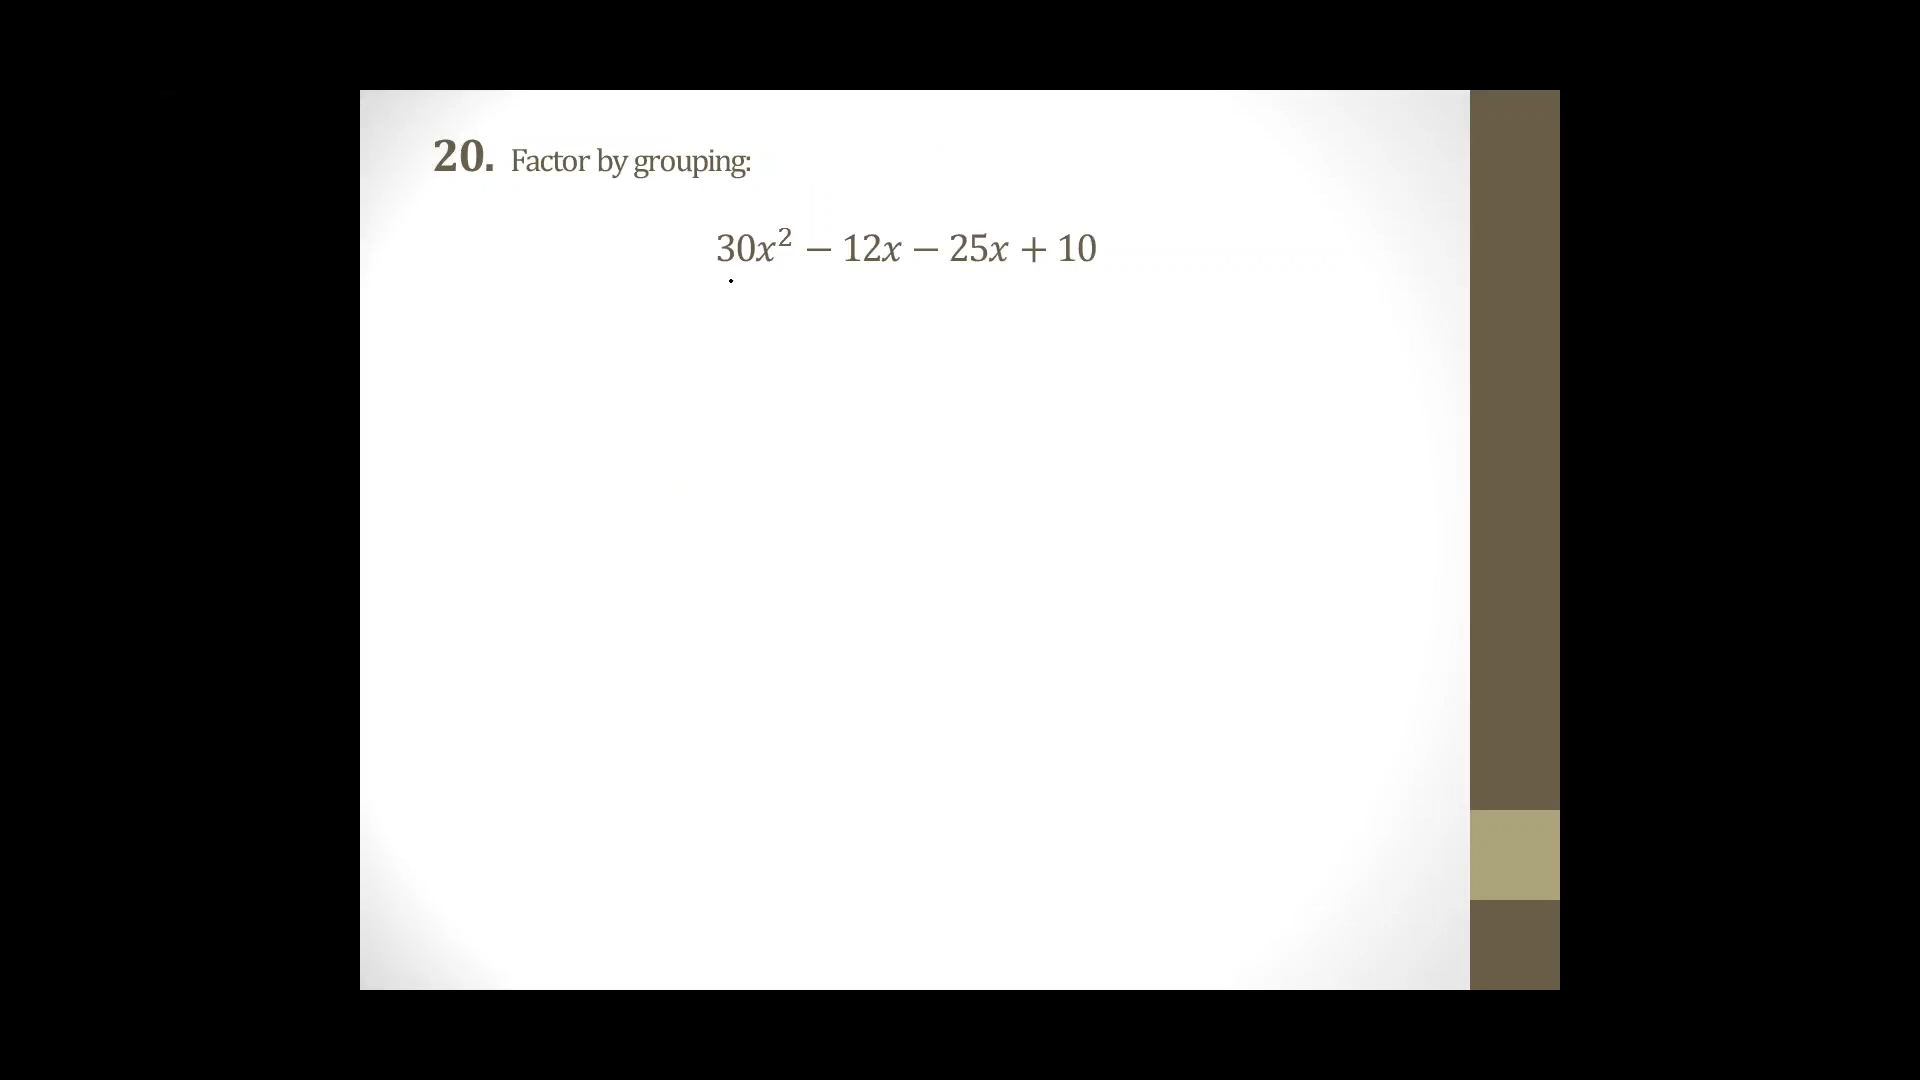 20. Factor by grouping:
30x² − 12x − 25x + 10